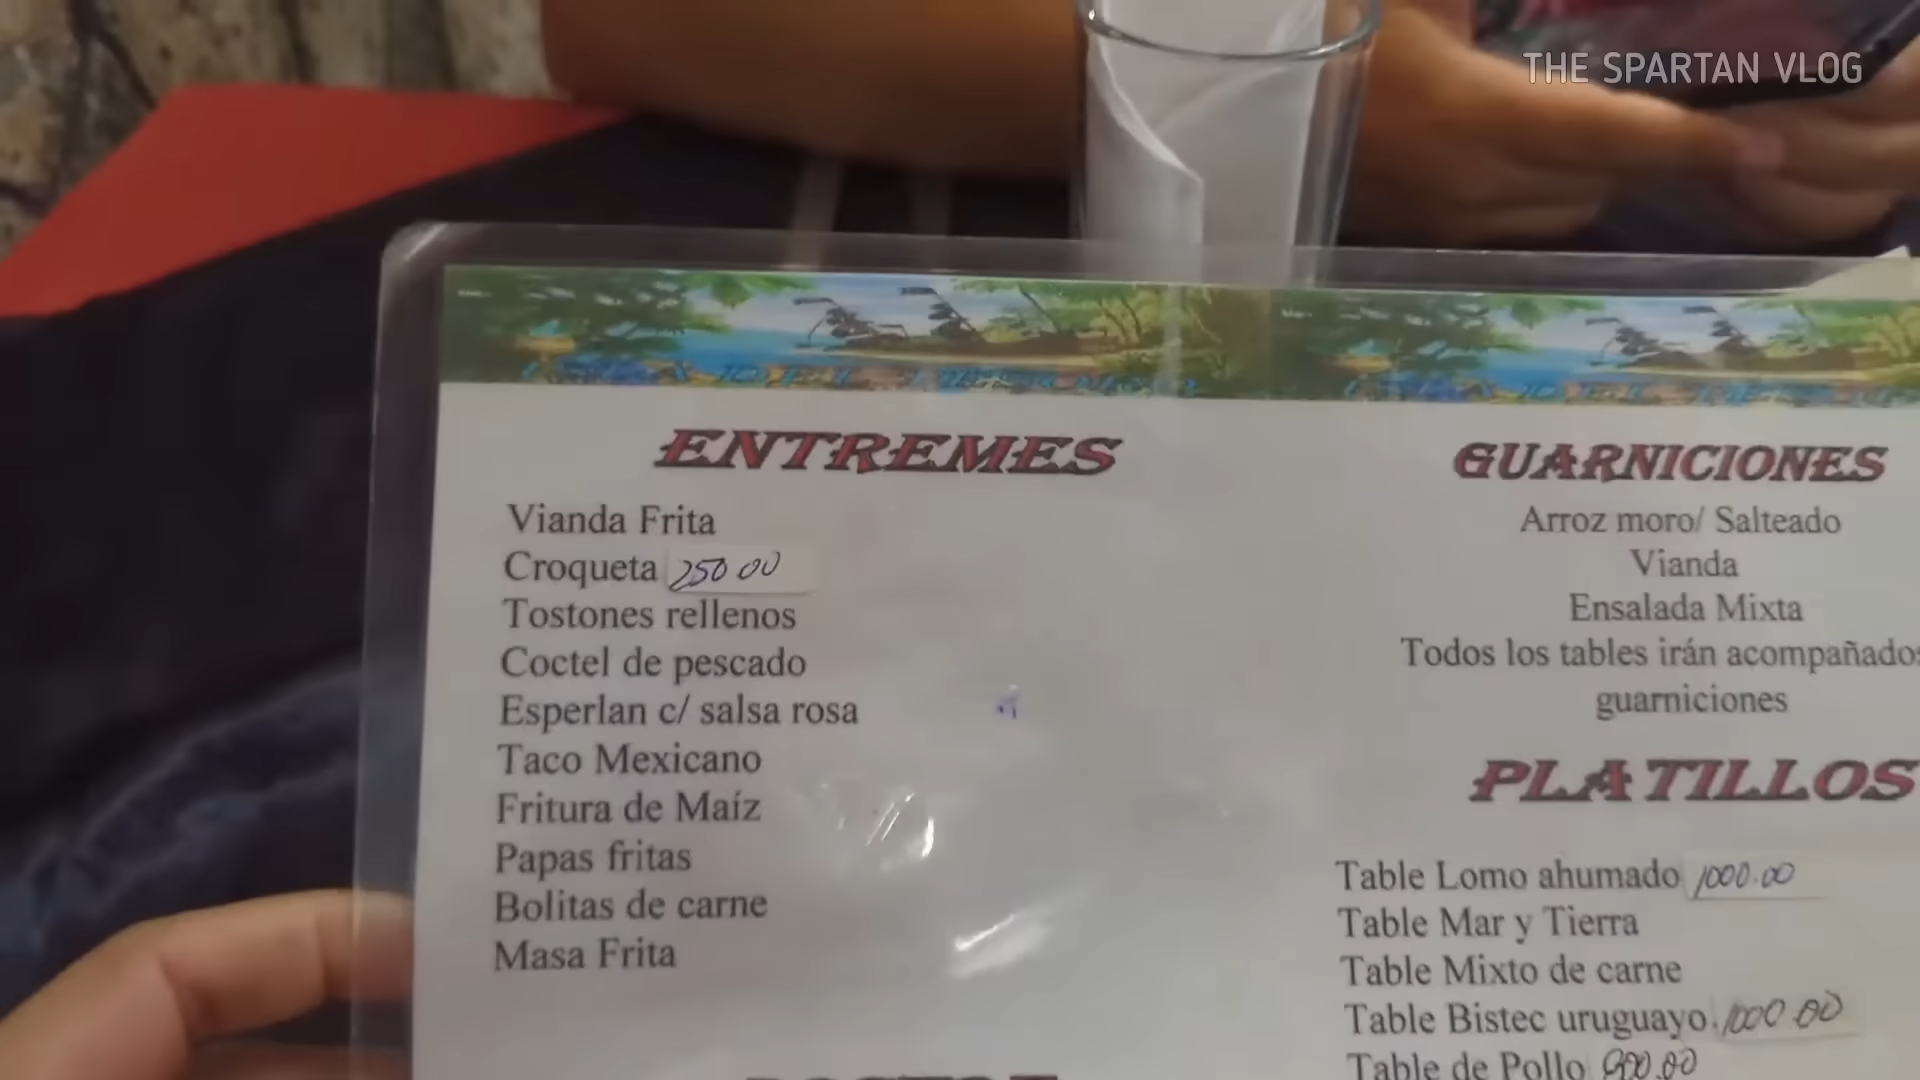 THE SPARTAN VLOG
ENTREMES
Vianda Frita
Croqueta 250 00
Tostones rellenos
Coctel de pescado
Esperlan c/ salsa rosa
Taco Mexicano
Fritura de Maíz
Papas fritas
Bolitas de carne
Masa Frita
GUARNICIONES
Arroz moro/ Salteado
Vianda
Ensalada Mixta
Todos los tables irán acompañados
guarniciones
PLATILLOS
Table Lomo ahumado 1000.00
Table Mar y Tierra
Table Mixto de carne
Table Bistec uruguayo 1000 00
Table de Pollo